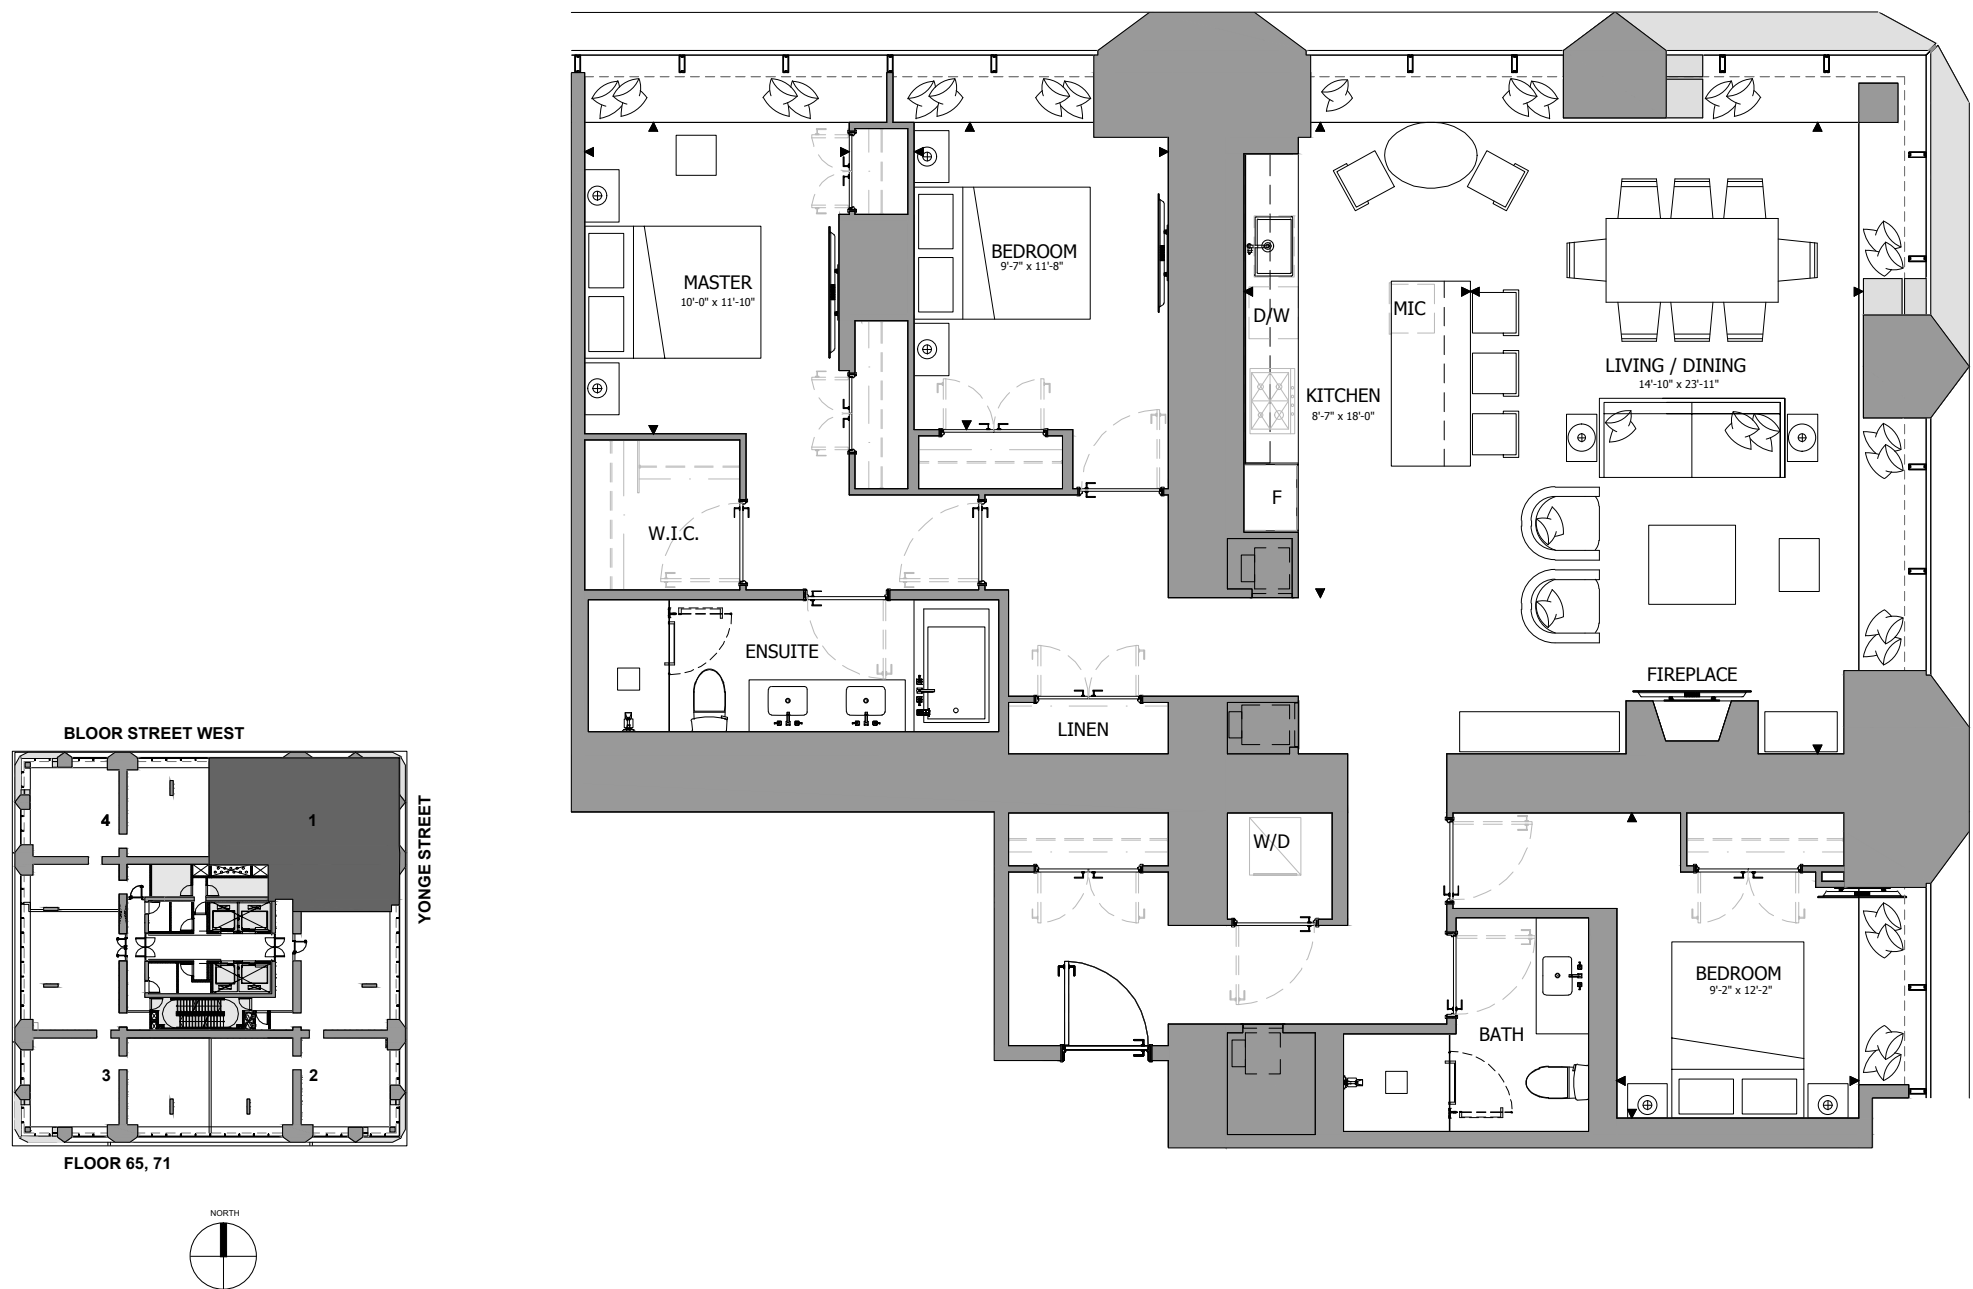 MASTER
10'-0" x 11'-10"
BEDROOM
9'-7" x 11'-8"
D/W
MIC
KITCHEN
8'-7" x 18'-0"
LIVING / DINING
14'-10" x 23'-11"
F
W.I.C.
ENSUITE
LINEN
FIREPLACE
W/D
BEDROOM
9'-2" x 12'-2"
BATH
BLOOR STREET WEST
YONGE STREET
4
1
3
2
FLOOR 65, 71
NORTH